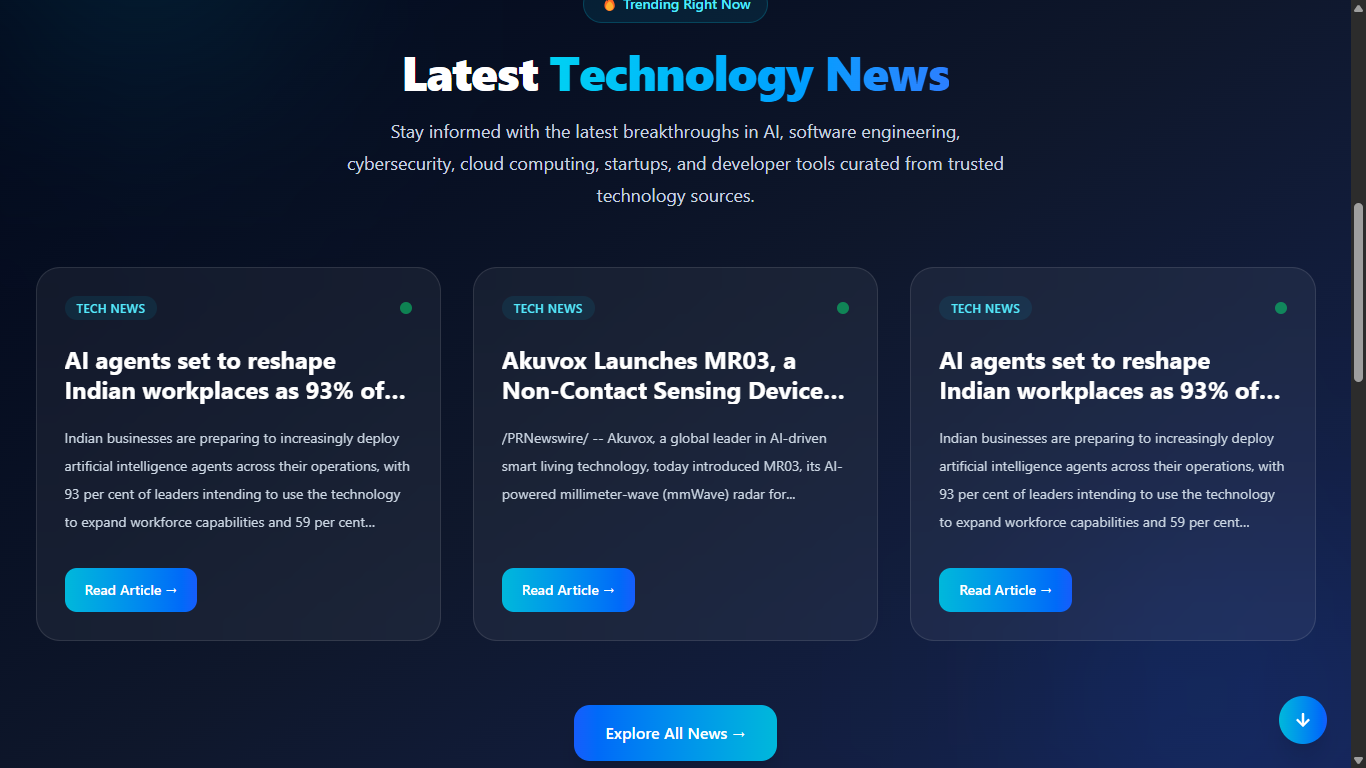 🔥 Trending Right Now
Latest Technology News
Stay informed with the latest breakthroughs in AI, software engineering,
cybersecurity, cloud computing, startups, and developer tools curated from trusted
technology sources.
TECH NEWS
AI agents set to reshape
Indian workplaces as 93% of...
Indian businesses are preparing to increasingly deploy
artificial intelligence agents across their operations, with
93 per cent of leaders intending to use the technology
to expand workforce capabilities and 59 per cent...
Read Article →
TECH NEWS
Akuvox Launches MR03, a
Non-Contact Sensing Device...
/PRNewswire/ -- Akuvox, a global leader in AI-driven
smart living technology, today introduced MR03, its AI-
powered millimeter-wave (mmWave) radar for...
Read Article →
TECH NEWS
AI agents set to reshape
Indian workplaces as 93% of...
Indian businesses are preparing to increasingly deploy
artificial intelligence agents across their operations, with
93 per cent of leaders intending to use the technology
to expand workforce capabilities and 59 per cent...
Read Article →
Explore All News →